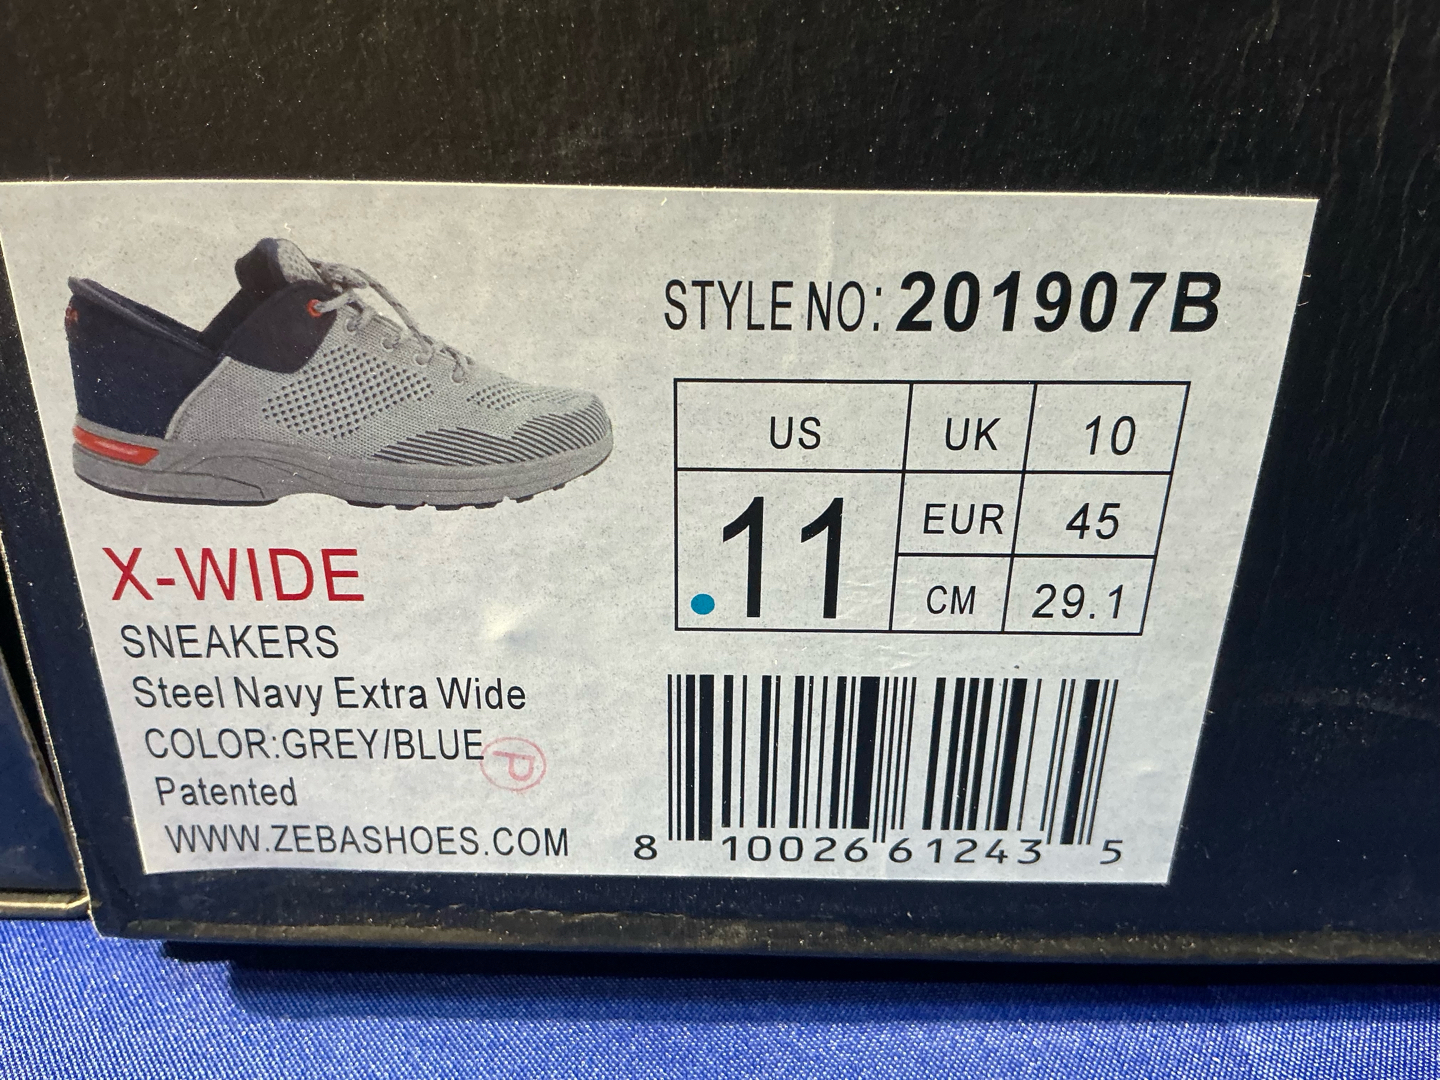 STYLE NO: 201907B
US
UK 10
.11
EUR 45
CM 29.1
X-WIDE
SNEAKERS
Steel Navy Extra Wide
COLOR:GREY/BLUE
P
Patented
WWW.ZEBASHOES.COM
8 10026 61243 5